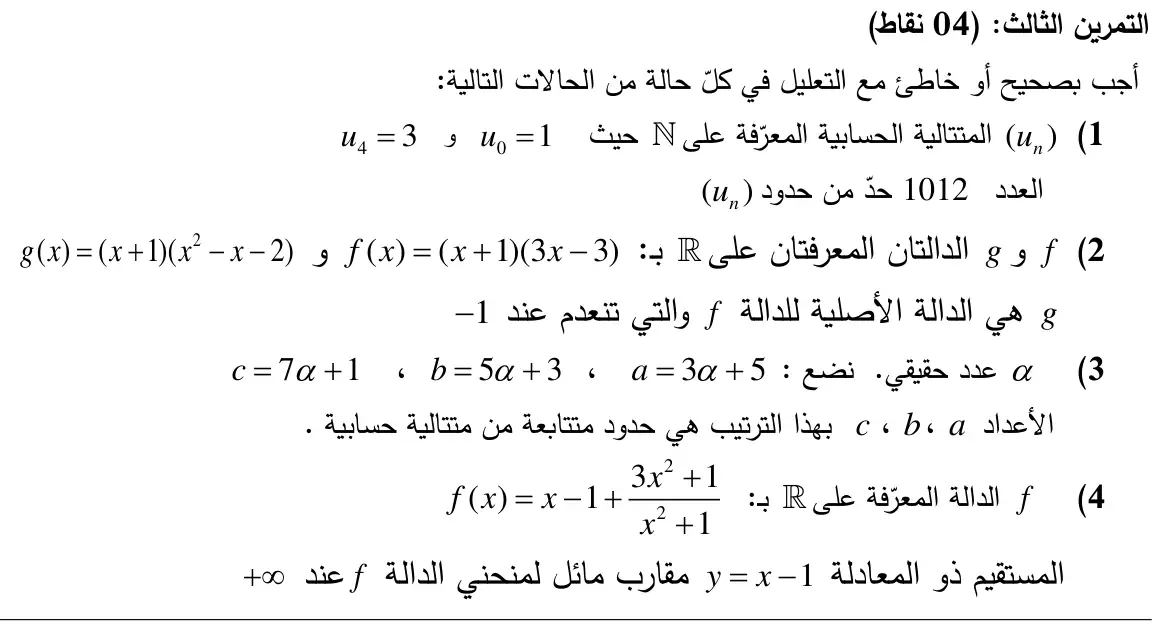 التمرين الثالث: (04 نقاط)
أجب بصحيح أو خاطئ مع التعليل في كلّ حالة من الحالات التالية:
1) (uₙ) المتتالية الحسابية المعرّفة على ℕ حيث u₀ = 1 و u₄ = 3
العدد 1012 حدّ من حدود (uₙ)
2) f و g الدالتان المعرفتان على ℝ بـ: f(x) = (x+1)(3x−3) و g(x) = (x+1)(x²−x−2)
g هي الدالة الأصلية للدالة f والتي تنعدم عند −1
3) α عدد حقيقي. نضع : a = 3α + 5 ، b = 5α + 3 ، c = 7α + 1
الأعداد a ، b ، c بهذا الترتيب هي حدود متتابعة من متتالية حسابية .
4) f الدالة المعرّفة على ℝ بـ: f(x) = x − 1 + (3x² + 1)/(x² + 1)
المستقيم ذو المعادلة y = x − 1 مقارب مائل لمنحني الدالة f عند +∞